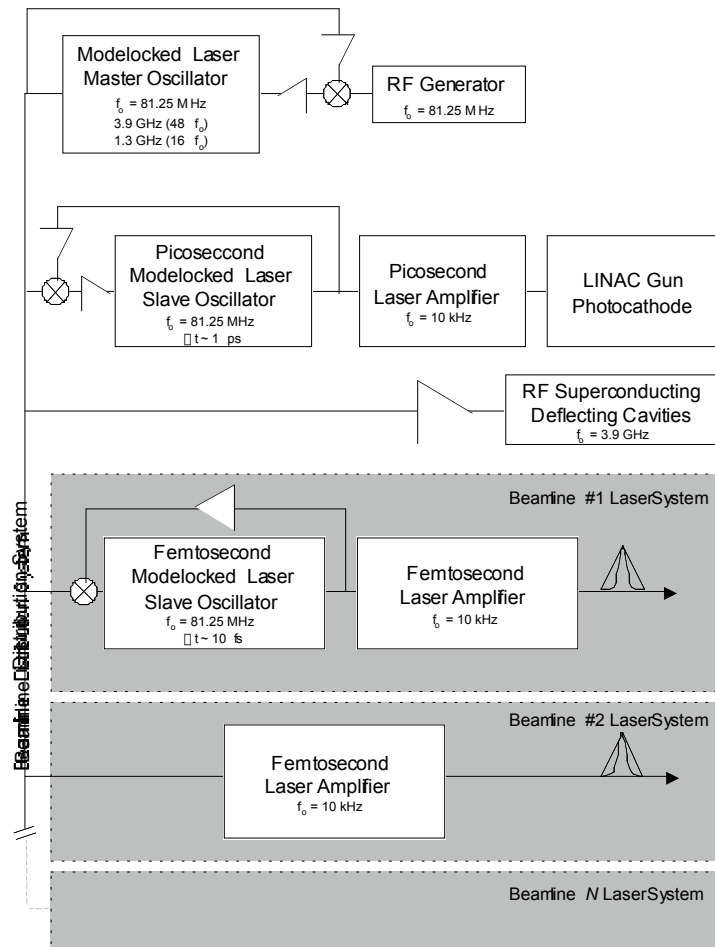 Modelocked Laser
Master Oscillator
fo = 81.25 MHz
3.9 GHz (48 fo)
1.3 GHz (16 fo)
RF Generator
fo = 81.25 MHz
Picoseccond
Modelocked Laser
Slave Oscillator
fo = 81.25 MHz
▯ t ~ 1 ps
Picosecond
Laser Amplifier
fo = 10 kHz
LINAC Gun
Photocathode
RF Superconducting
Deflecting Cavities
fo = 3.9 GHz
Beamline #1 LaserSystem
Femtosecond
Modelocked Laser
Slave Oscillator
fo = 81.25 MHz
▯ t ~ 10 fs
Femtosecond
Laser Amplifier
fo = 10 kHz
Beamline #2 LaserSystem
Femtosecond
Laser Amplifier
fo = 10 kHz
Beamline N LaserSystem